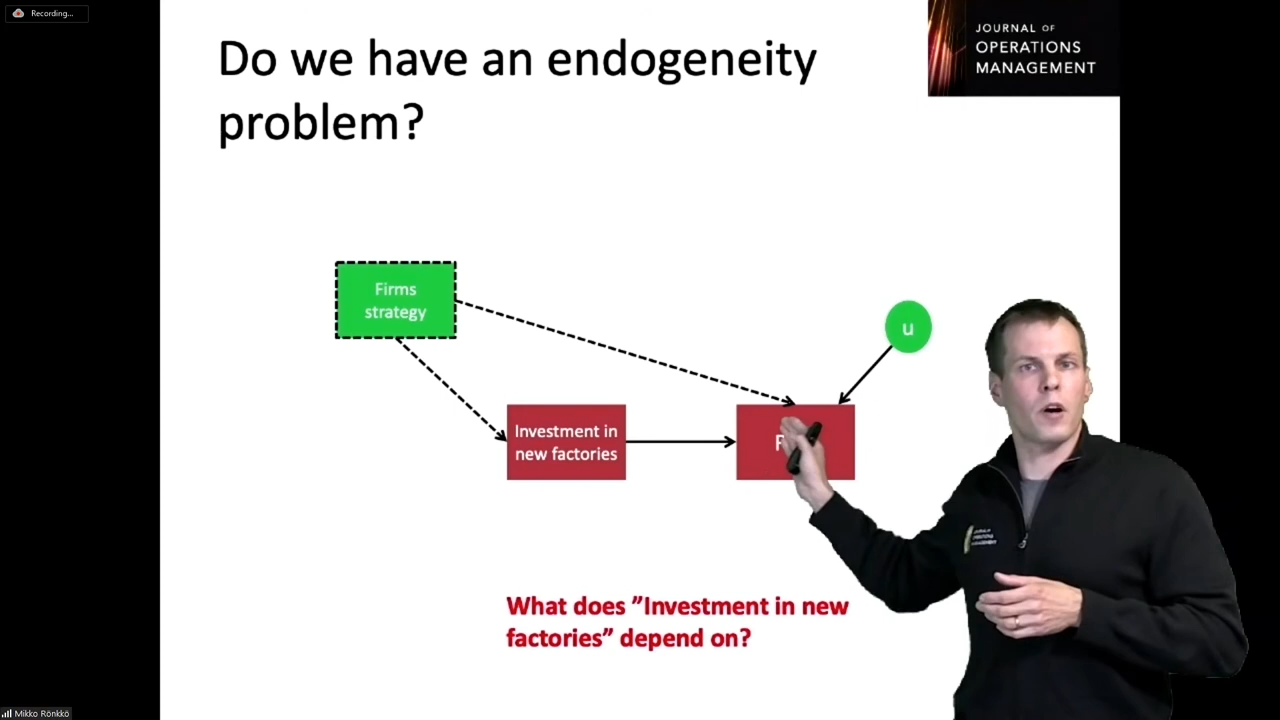 Recording...
Do we have an endogeneity
problem?
JOURNAL OF
OPERATIONS
MANAGEMENT
Firms
strategy
u
Investment in
new factories
What does ”Investment in new
factories” depend on?
Mikko Rönkkö